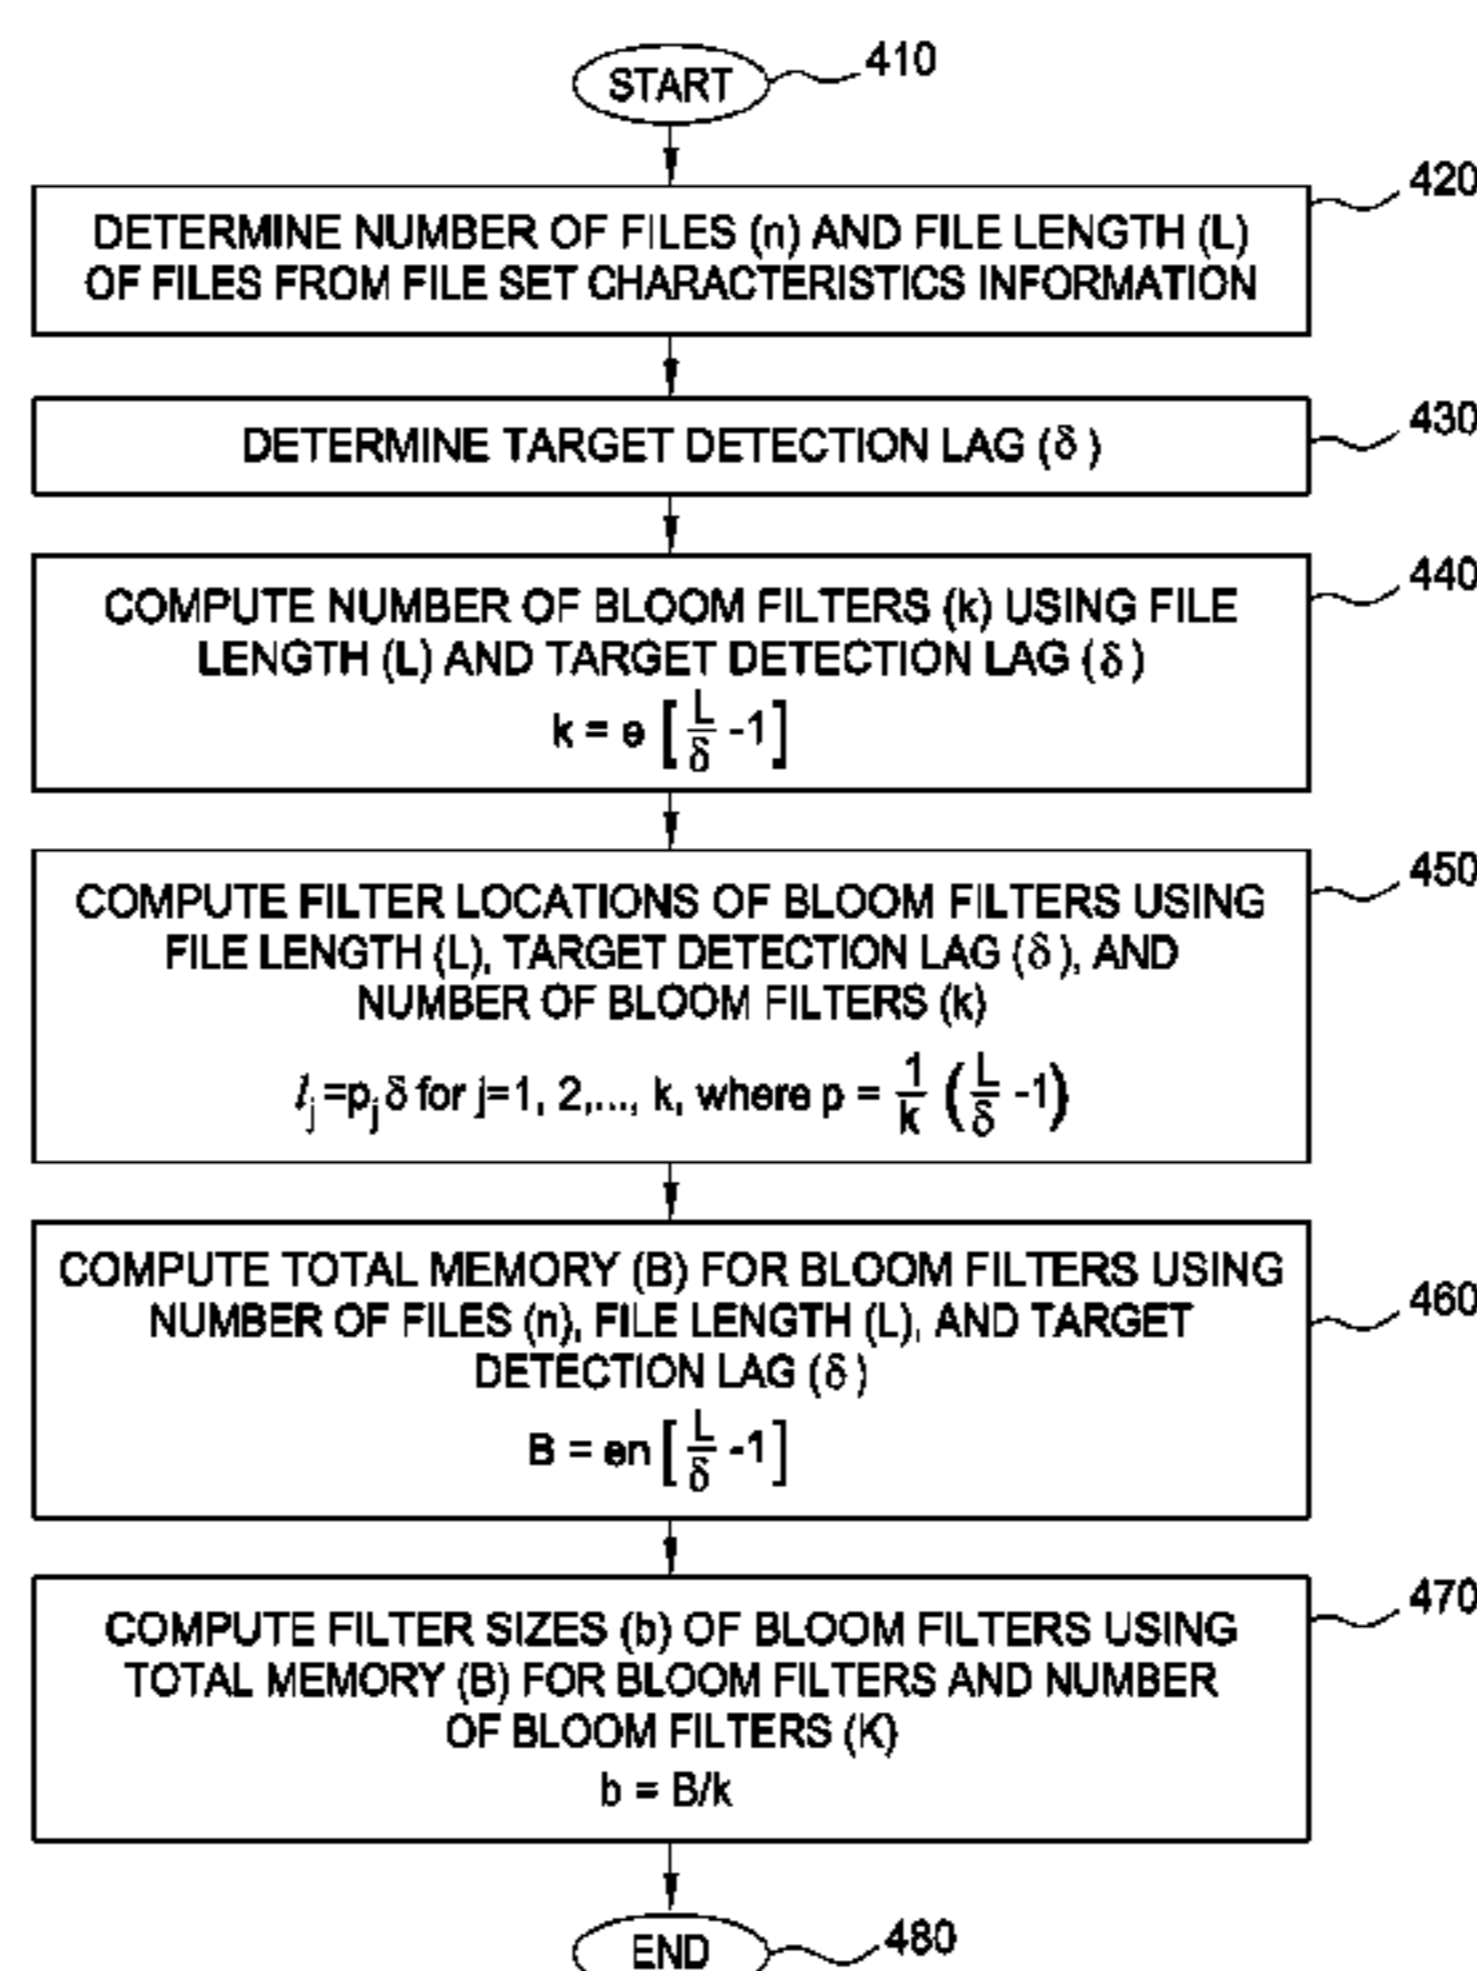 START
410
420
DETERMINE NUMBER OF FILES (n) AND FILE LENGTH (L)
OF FILES FROM FILE SET CHARACTERISTICS INFORMATION
430
DETERMINE TARGET DETECTION LAG (δ)
440
COMPUTE NUMBER OF BLOOM FILTERS (k) USING FILE
LENGTH (L) AND TARGET DETECTION LAG (δ)
k = e [L/δ -1]
450
COMPUTE FILTER LOCATIONS OF BLOOM FILTERS USING
FILE LENGTH (L), TARGET DETECTION LAG (δ), AND
NUMBER OF BLOOM FILTERS (k)
l_j =p_j δ for j=1, 2,..., k, where p = 1/k (L/δ -1)
460
COMPUTE TOTAL MEMORY (B) FOR BLOOM FILTERS USING
NUMBER OF FILES (n), FILE LENGTH (L), AND TARGET
DETECTION LAG (δ)
B = en [L/δ -1]
470
COMPUTE FILTER SIZES (b) OF BLOOM FILTERS USING
TOTAL MEMORY (B) FOR BLOOM FILTERS AND NUMBER
OF BLOOM FILTERS (K)
b = B/k
END
480